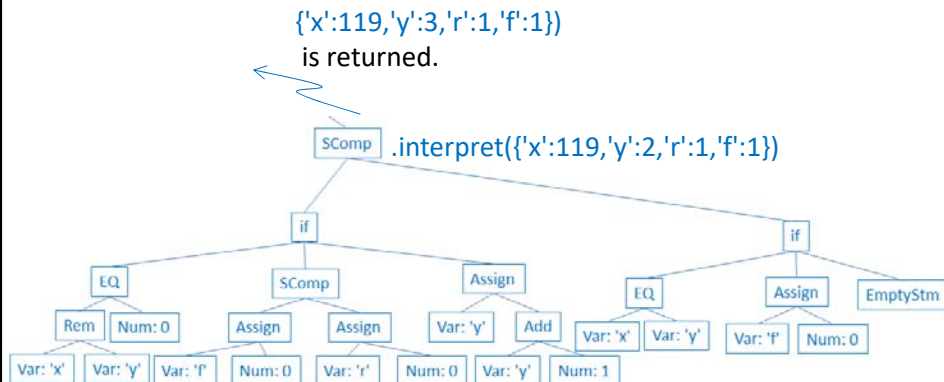 {'x':119,'y':3,'r':1,'f':1})
is returned.
SComp .interpret({'x':119,'y':2,'r':1,'f':1})
if if
EQ SComp Assign EQ Assign EmptyStm
Rem Num: 0 Assign Assign Var: 'y' Add Var: 'x' Var: 'y' Var: 'f' Num: 0
Var: 'x' Var: 'y' Var: 'f' Num: 0 Var: 'r' Num: 0 Var: 'y' Num: 1